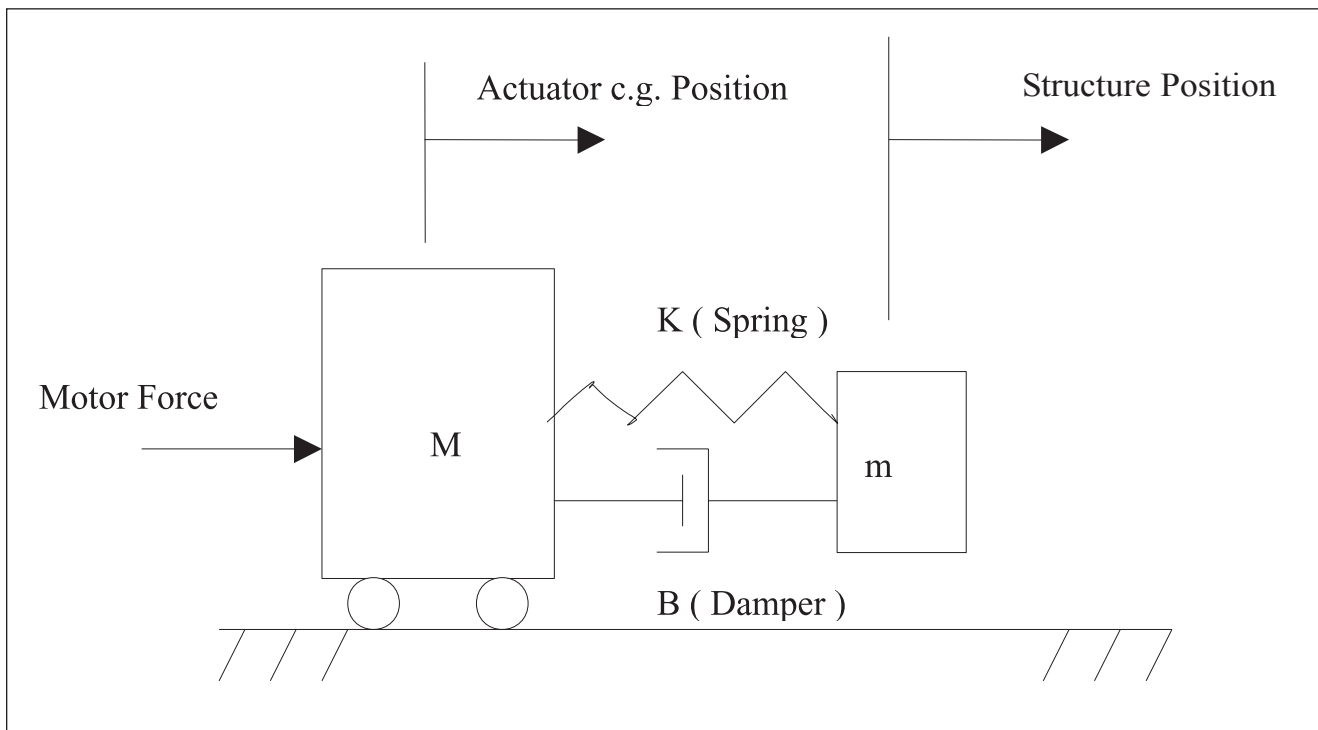 Actuator c.g. Position
Structure Position
K ( Spring )
Motor Force
M
m
B ( Damper )